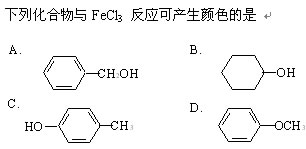 下列化合物与 FeCl₃ 反应可产生颜色的是
A. CH₂OH
B. OH
C. HO CH₃
D. OCH₃